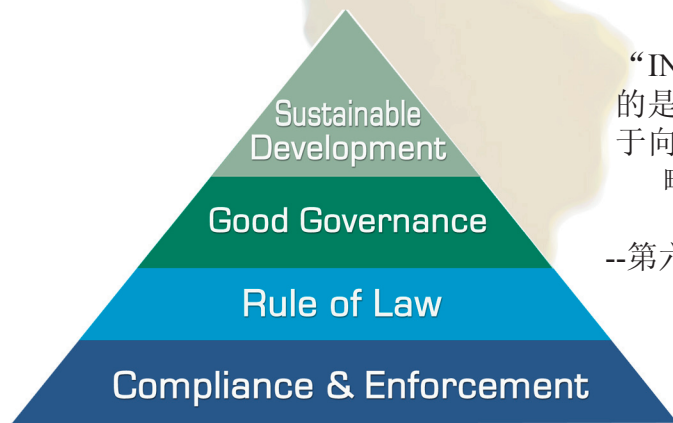 Sustainable
Development
Good Governance
Rule of Law
Compliance & Enforcement
“IN
的是
于向
--第六